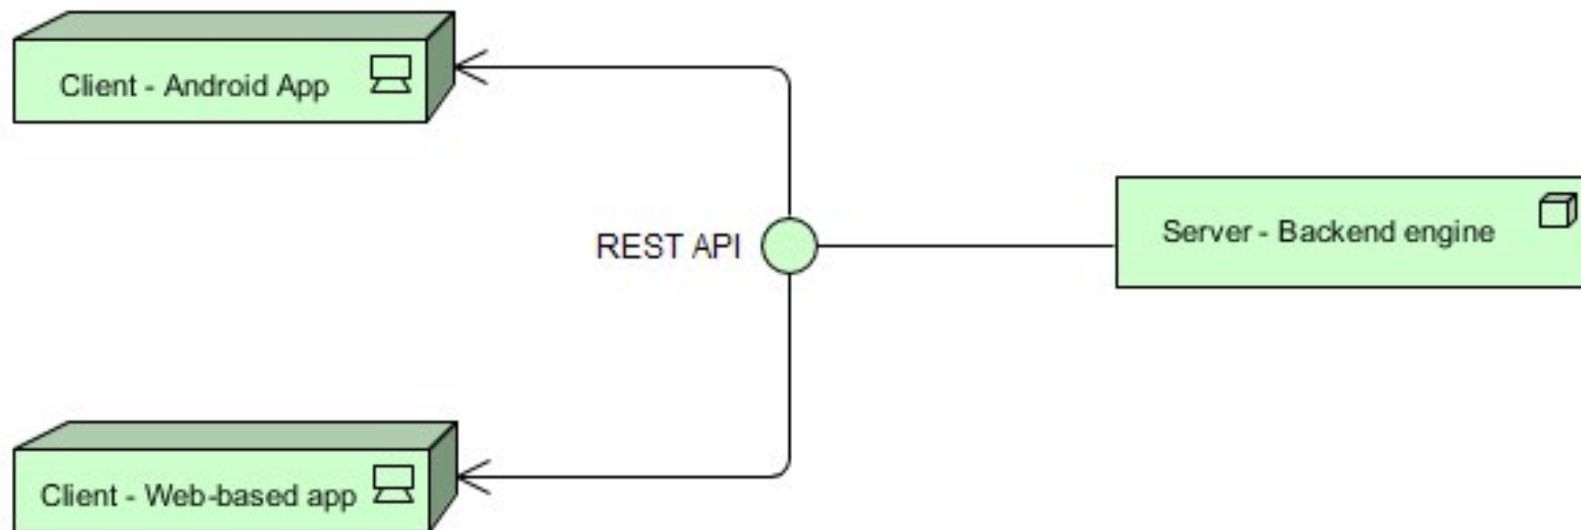 Client - Android App
REST API
Server - Backend engine
Client - Web-based app